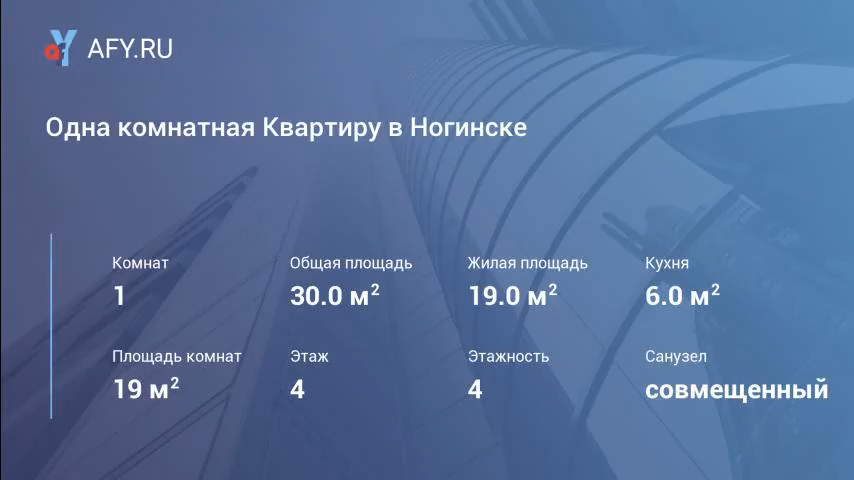 AFY.RU
Одна комнатная Квартиру в Ногинске
Комнат Общая площадь Жилая площадь Кухня
1 30.0 м² 19.0 м² 6.0 м²
Площадь комнат Этаж Этажность Санузел
19 м² 4 4 совмещенный